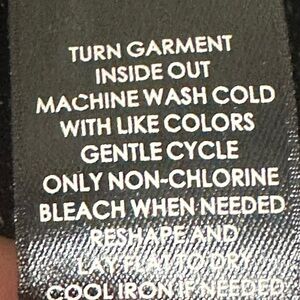 TURN GARMENT
INSIDE OUT
MACHINE WASH COLD
WITH LIKE COLORS
GENTLE CYCLE
ONLY NON-CHLORINE
BLEACH WHEN NEEDED
RESHAPE AND
LAY FLAT TO DRY
COOL IRON IF NEEDED